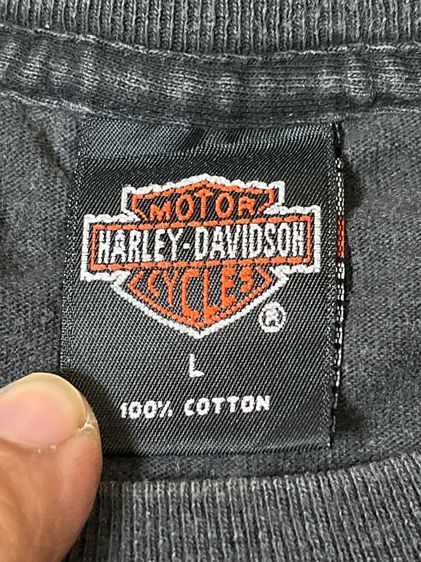 MOTOR
HARLEY-DAVIDSON
CYCLES
®
L
100% COTTON